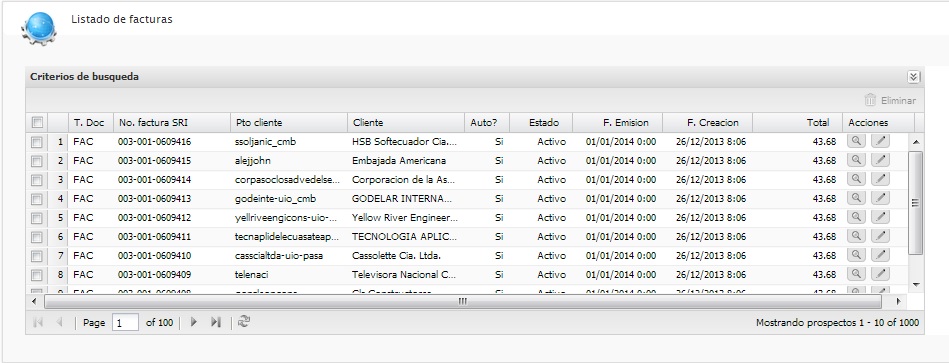 Listado de facturas
Criterios de busqueda
Eliminar
T. Doc No. factura SRI Pto cliente Cliente Auto? Estado F. Emision F. Creacion Total Acciones
1 FAC 003-001-0609416 ssoljanic_cmb HSB Softecuador Cia.... Si Activo 01/01/2014 0:00 26/12/2013 8:06 43.68
2 FAC 003-001-0609415 alejjohn Embajada Americana Si Activo 01/01/2014 0:00 26/12/2013 8:06 43.68
3 FAC 003-001-0609414 corpasoclosadvedelse... Corporacion de la As... Si Activo 01/01/2014 0:00 26/12/2013 8:06 43.68
4 FAC 003-001-0609413 godeinte-uio_cmb GODELAR INTERNA... Si Activo 01/01/2014 0:00 26/12/2013 8:06 43.68
5 FAC 003-001-0609412 yellriveengicons-uio-... Yellow River Engineer... Si Activo 01/01/2014 0:00 26/12/2013 8:06 43.68
6 FAC 003-001-0609411 tecnaplidelecuasateap... TECNOLOGIA APLIC... Si Activo 01/01/2014 0:00 26/12/2013 8:06 43.68
7 FAC 003-001-0609410 casscialtda-uio-pasa Cassolette Cia. Ltda. Si Activo 01/01/2014 0:00 26/12/2013 8:06 43.68
8 FAC 003-001-0609409 telenaci Televisora Nacional C... Si Activo 01/01/2014 0:00 26/12/2013 8:06 43.68
9 FAC 003-001-0609408 Si Activo 01/01/2014 0:00 26/12/2013 8:06 43.68
Page 1 of 100 Mostrando prospectos 1 - 10 of 1000